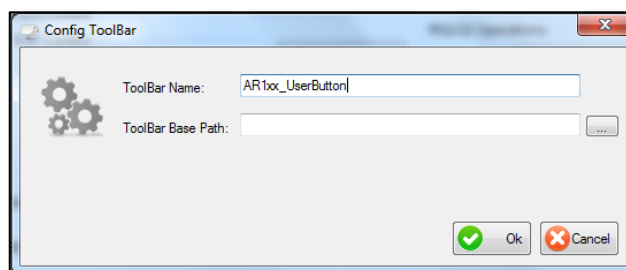 Config ToolBar
ToolBar Name: AR1xx_UserButton
ToolBar Base Path: ...
Ok Cancel